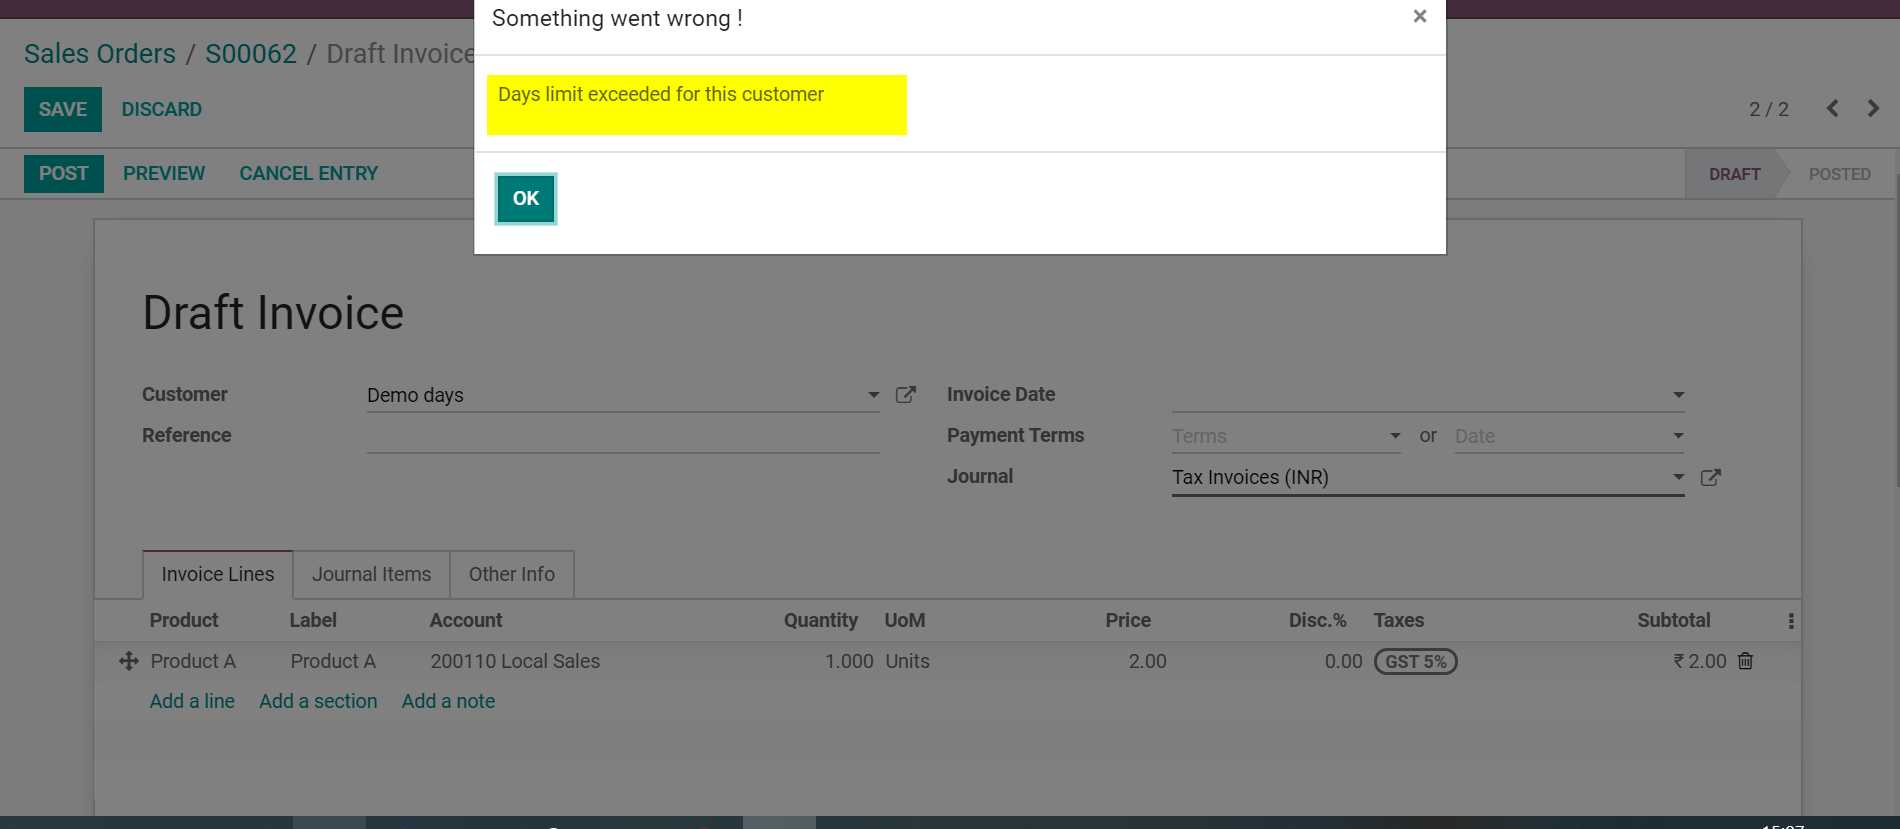 Something went wrong !
×
Sales Orders / S00062 / Draft Invoice
Days limit exceeded for this customer
SAVE DISCARD
2 / 2
POST PREVIEW CANCEL ENTRY
DRAFT POSTED
OK
Draft Invoice
Customer Demo days
Invoice Date
Reference
Payment Terms Terms or Date
Journal Tax Invoices (INR)
Invoice Lines Journal Items Other Info
Product Label Account Quantity UoM Price Disc.% Taxes Subtotal
Product A Product A 200110 Local Sales 1.000 Units 2.00 0.00 GST 5% ₹ 2.00
Add a line Add a section Add a note